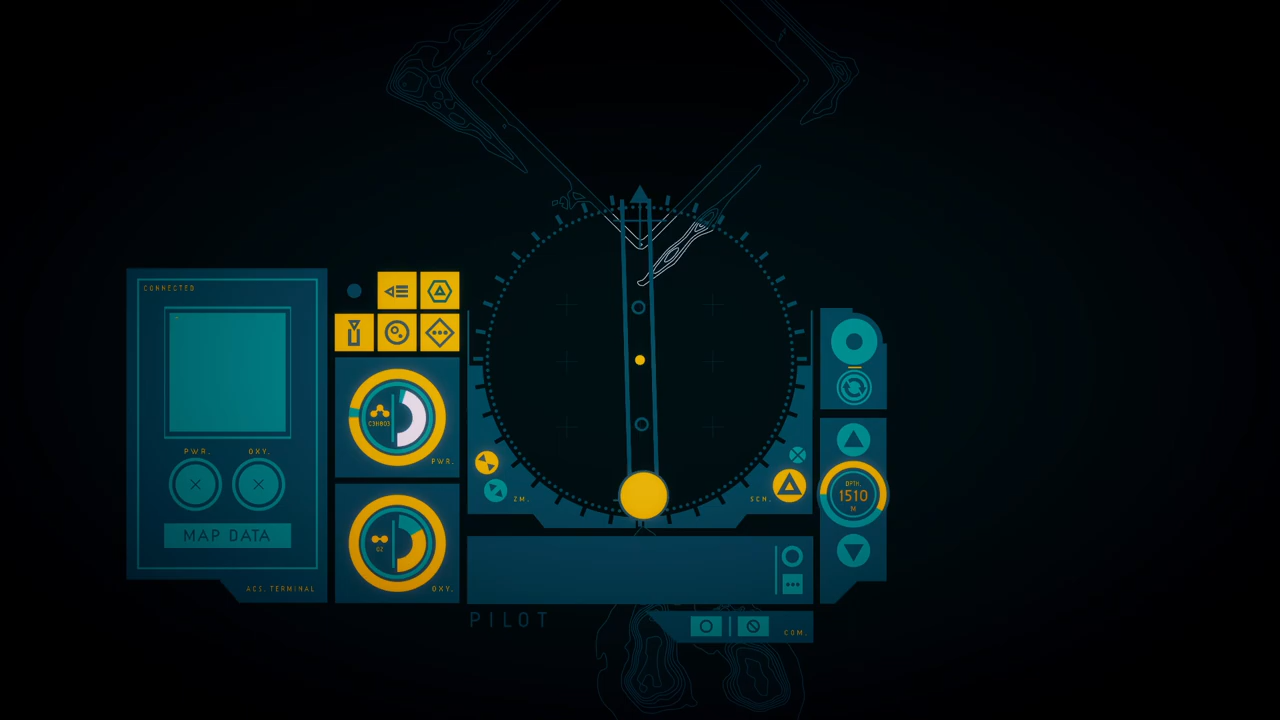 CONNECTED
PWR. OXY.
MAP DATA
ACS. TERMINAL
C3H8O3
PWR.
O2
OXY.
ZM.
SCN.
DPTH.
1510
M
PILOT
COM.